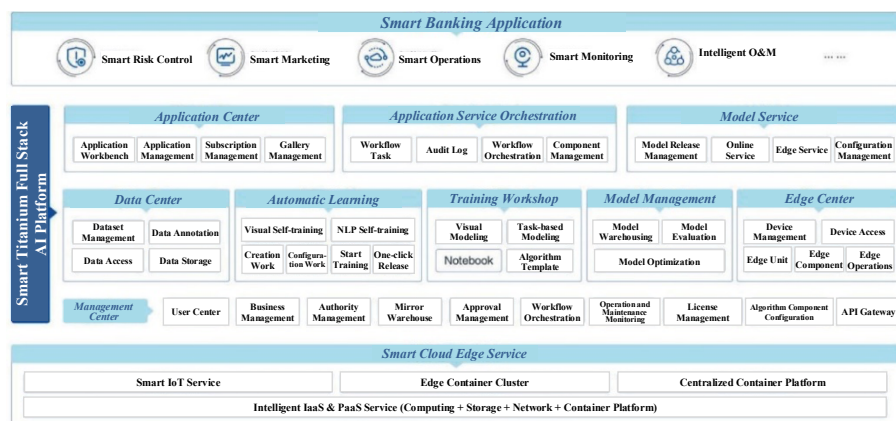 Smart Banking Application
Smart Risk Control
Smart Marketing
Smart Operations
Smart Monitoring
Intelligent O&M
... ...
Smart Titanium Full Stack
AI Platform
Application Center
Application
Workbench
Application
Management
Subscription
Management
Gallery
Management
Application Service Orchestration
Workflow
Task
Audit Log
Workflow
Orchestration
Component
Management
Model Service
Model Release
Management
Online
Service
Edge Service
Configuration
Management
Data Center
Dataset
Management
Data Annotation
Data Access
Data Storage
Automatic Learning
Visual Self-training
NLP Self-training
Creation
Work
Configura-
tion Work
Start
Training
One-click
Release
Training Workshop
Visual
Modeling
Task-based
Modeling
Notebook
Algorithm
Template
Model Management
Model
Warehousing
Model
Evaluation
Model Optimization
Edge Center
Device
Management
Device Access
Edge Unit
Edge
Component
Edge
Operations
Management
Center
User Center
Business
Management
Authority
Management
Mirror
Warehouse
Approval
Management
Workflow
Orchestration
Operation and
Maintenance
Monitoring
License
Management
Algorithm Component
Configuration
API Gateway
Smart Cloud Edge Service
Smart IoT Service
Edge Container Cluster
Centralized Container Platform
Intelligent IaaS & PaaS Service (Computing + Storage + Network + Container Platform)